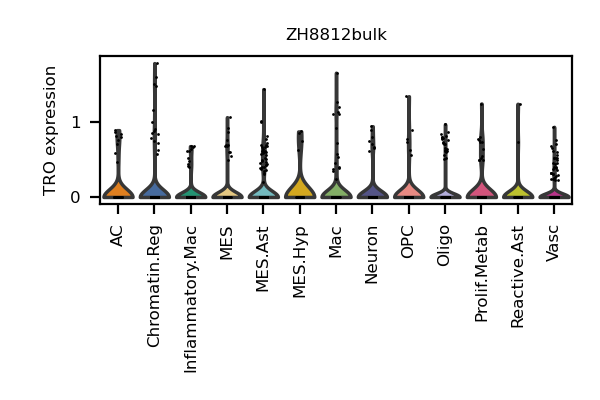 ZH8812bulk
TRO expression
1
0
AC
Chromatin.Reg
Inflammatory.Mac
MES
MES.Ast
MES.Hyp
Mac
Neuron
OPC
Oligo
Prolif.Metab
Reactive.Ast
Vasc